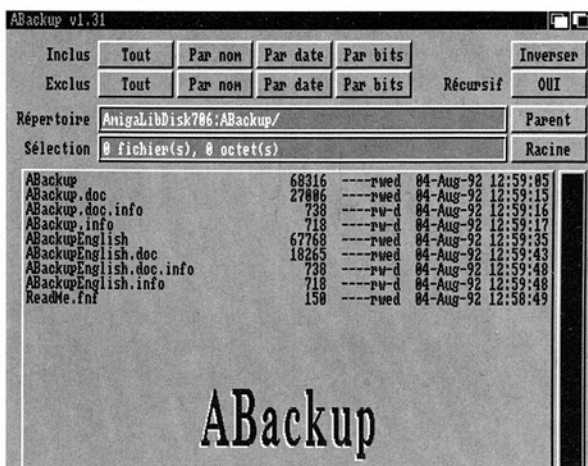 ABackup v1.31
Inclus Tout Par nom Par date Par bits Inverser
Exclus Tout Par nom Par date Par bits Récursif OUI
Répertoire AmigaLibDisk706:ABackup/ Parent
Sélection 0 fichier(s), 0 octet(s) Racine
ABackup 68316 ----rwed 04-Aug-92 12:59:05
ABackup.doc 27006 ----rwed 04-Aug-92 12:59:15
ABackup.doc.info 738 ----rw-d 04-Aug-92 12:59:16
ABackup.info 718 ----rw-d 04-Aug-92 12:59:17
ABackupEnglish 67768 ----rwed 04-Aug-92 12:59:35
ABackupEnglish.doc 18265 ----rwed 04-Aug-92 12:59:43
ABackupEnglish.doc.info 738 ----rw-d 04-Aug-92 12:59:48
ABackupEnglish.info 718 ----rw-d 04-Aug-92 12:59:48
ReadMe.fnf 150 ----rwed 04-Aug-92 12:58:49
ABackup